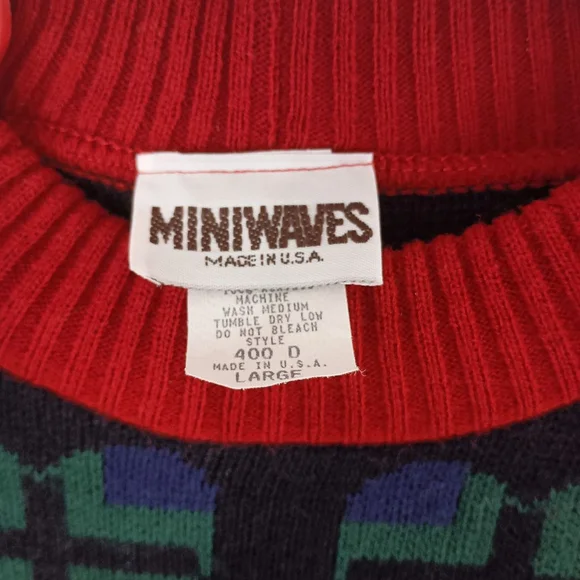 MINIWAVES
MADE IN U.S.A.
MACHINE
WASH MEDIUM
TUMBLE DRY LOW
DO NOT BLEACH
STYLE
400 D
MADE IN U.S.A.
LARGE